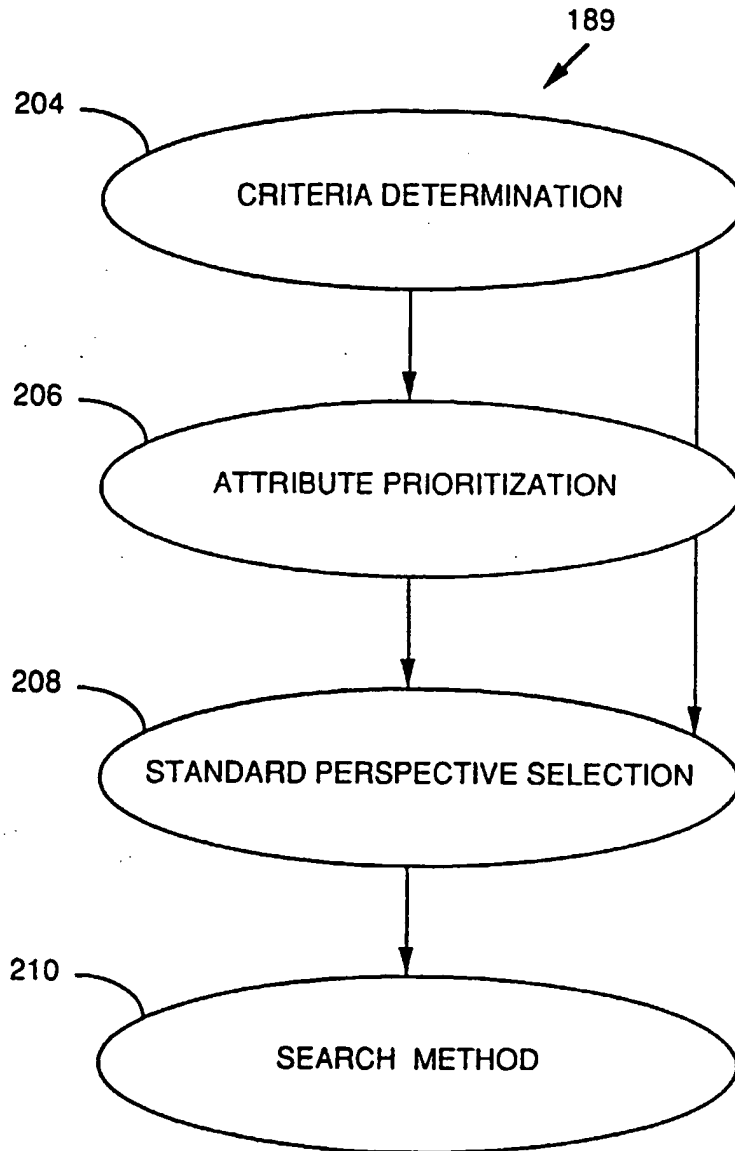 189
204
CRITERIA DETERMINATION
206
ATTRIBUTE PRIORITIZATION
208
STANDARD PERSPECTIVE SELECTION
210
SEARCH METHOD